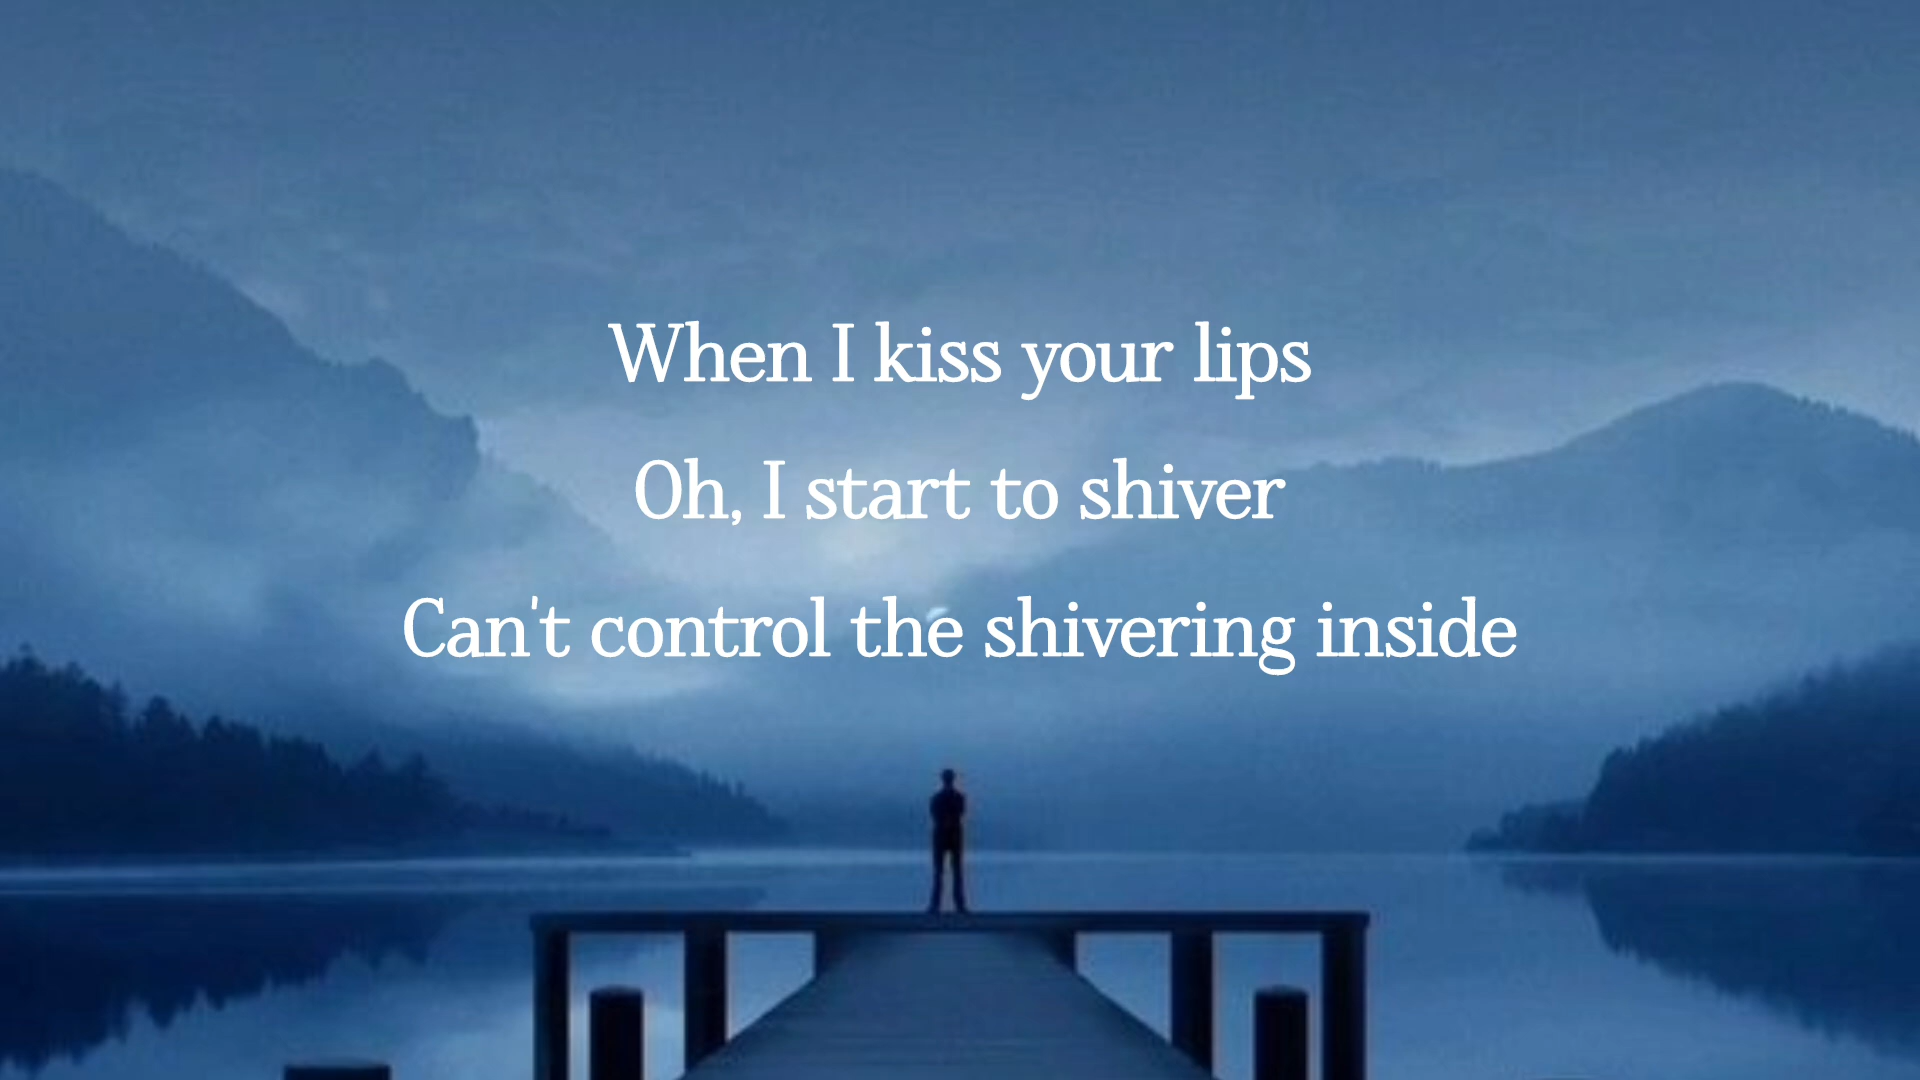 When I kiss your lips
Oh, I start to shiver
Can't control the shivering inside